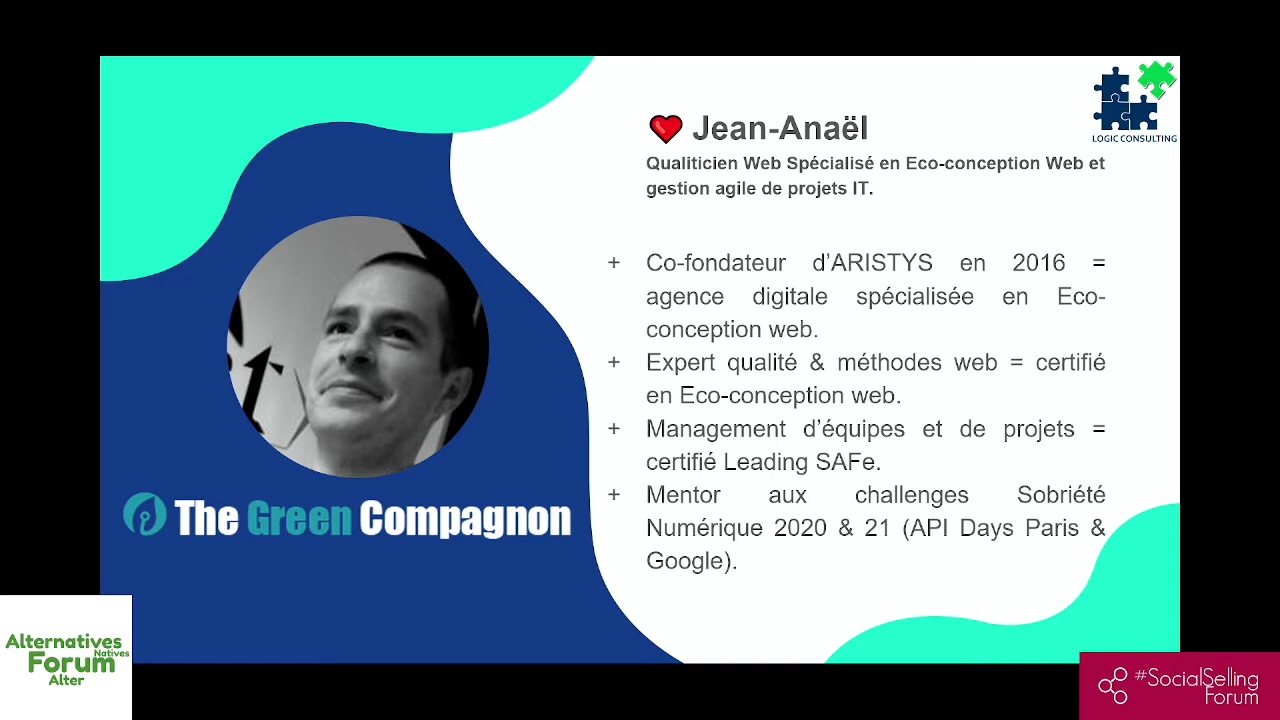 LOGIC CONSULTING
Jean-Anaël
Qualiticien Web Spécialisé en Eco-conception Web et
gestion agile de projets IT.
+ Co-fondateur d’ARISTYS en 2016 =
agence digitale spécialisée en Eco-
conception web.
+ Expert qualité & méthodes web = certifié
en Eco-conception web.
+ Management d’équipes et de projets =
certifié Leading SAFe.
+ Mentor aux challenges Sobriété
Numérique 2020 & 21 (API Days Paris &
Google).
The Green Compagnon
Alternatives
Natives
Forum
Alter
#SocialSelling
Forum